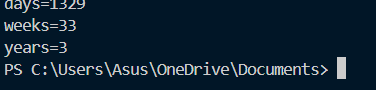 days=1329
weeks=33
years=3
PS C:\Users\Asus\OneDrive\Documents>